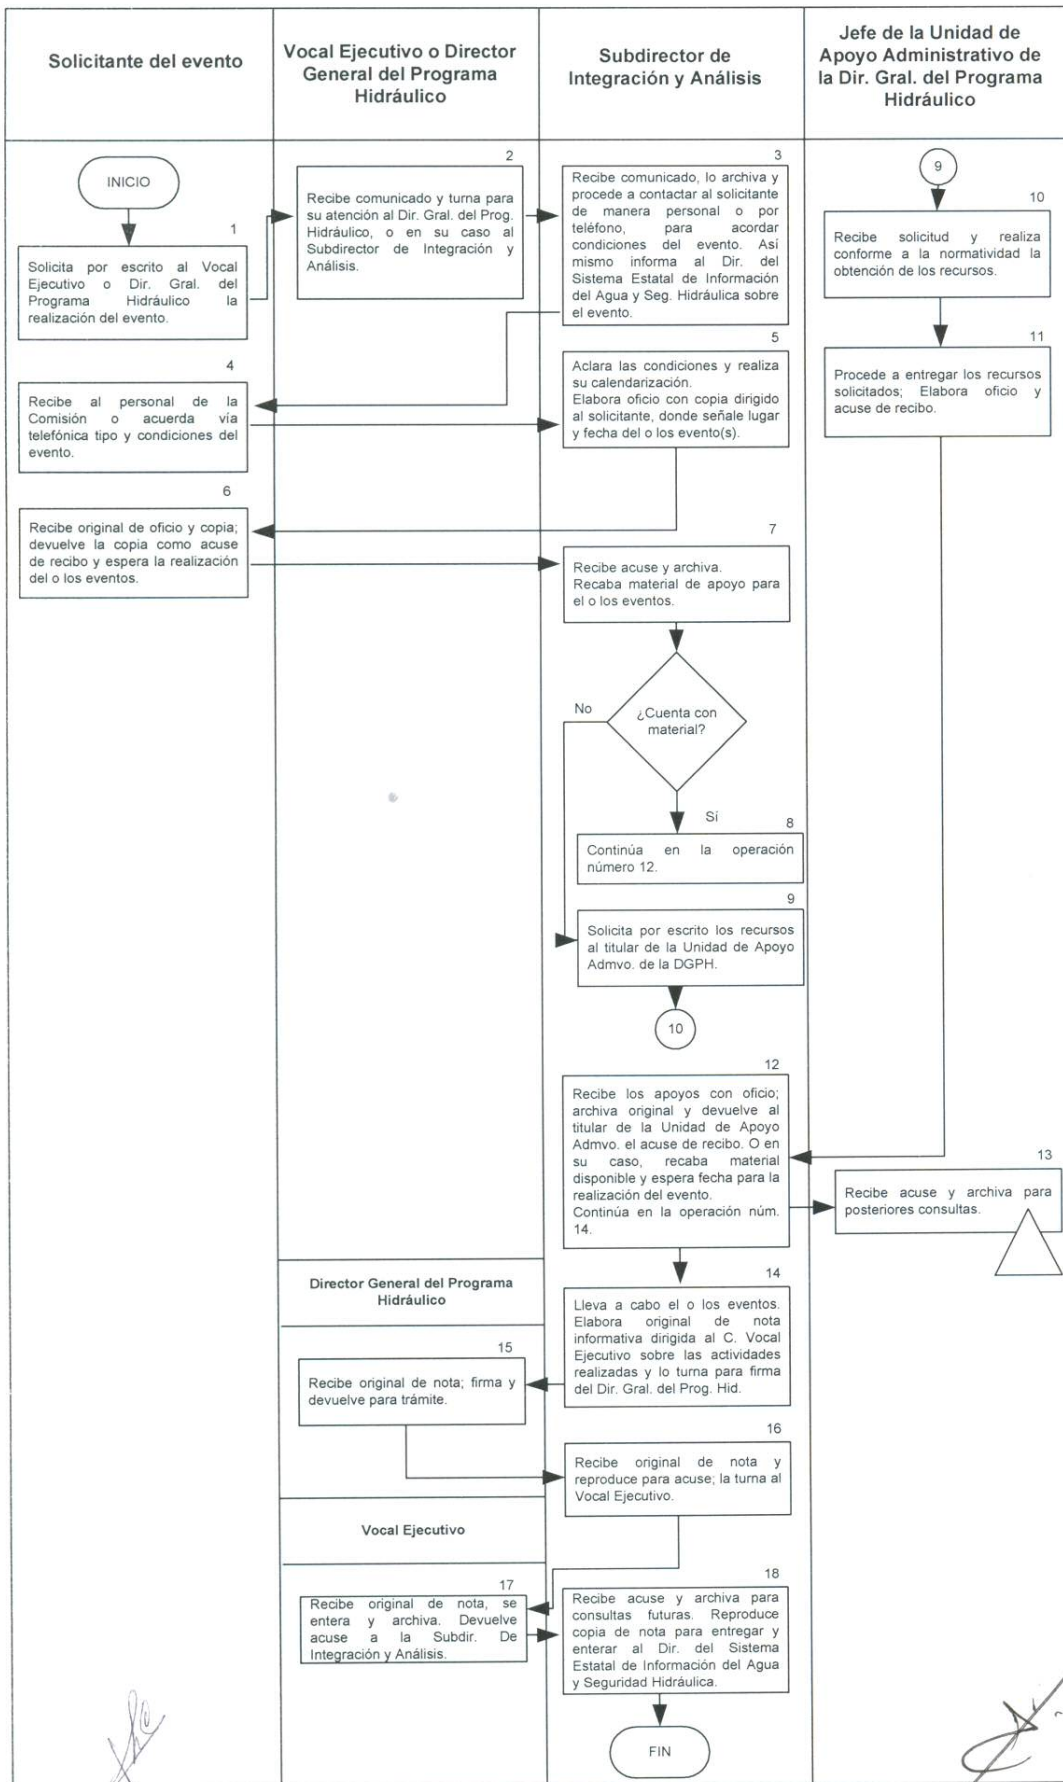 Solicitante del evento
Vocal Ejecutivo o Director
General del Programa
Hidráulico
Subdirector de
Integración y Análisis
Jefe de la Unidad de
Apoyo Administrativo de
la Dir. Gral. del Programa
Hidráulico
INICIO
1
Solicita por escrito al Vocal
Ejecutivo o Dir. Gral. del
Programa Hidráulico la
realización del evento.
2
Recibe comunicado y turna para
su atención al Dir. Gral. del Prog.
Hidráulico, o en su caso al
Subdirector de Integración y
Análisis.
3
Recibe comunicado, lo archiva y
procede a contactar al solicitante
de manera personal o por
teléfono, para acordar
condiciones del evento. Así
mismo informa al Dir. del
Sistema Estatal de Información
del Agua y Seg. Hidráulica sobre
el evento.
9
10
Recibe solicitud y realiza
conforme a la normatividad la
obtención de los recursos.
11
Procede a entregar los recursos
solicitados; Elabora oficio y
acuse de recibo.
4
Recibe al personal de la
Comisión o acuerda vía
telefónica tipo y condiciones del
evento.
5
Aclara las condiciones y realiza
su calendarización.
Elabora oficio con copia dirigido
al solicitante, donde señale lugar
y fecha del o los evento(s).
6
Recibe original de oficio y copia;
devuelve la copia como acuse
de recibo y espera la realización
del o los eventos.
7
Recibe acuse y archiva.
Recaba material de apoyo para
el o los eventos.
¿Cuenta con
material?
No
Sí
8
Continúa en la operación
número 12.
9
Solicita por escrito los recursos
al titular de la Unidad de Apoyo
Admvo. de la DGPH.
10
12
Recibe los apoyos con oficio;
archiva original y devuelve al
titular de la Unidad de Apoyo
Admvo. el acuse de recibo. O en
su caso, recaba material
disponible y espera fecha para la
realización del evento.
Continúa en la operación núm.
14.
13
Recibe acuse y archiva para
posteriores consultas.
Director General del Programa
Hidráulico
14
Lleva a cabo el o los eventos.
Elabora original de nota
informativa dirigida al C. Vocal
Ejecutivo sobre las actividades
realizadas y lo turna para firma
del Dir. Gral. del Prog. Hid.
15
Recibe original de nota; firma y
devuelve para trámite.
16
Recibe original de nota y
reproduce para acuse; la turna al
Vocal Ejecutivo.
Vocal Ejecutivo
17
Recibe original de nota, se
entera y archiva. Devuelve
acuse a la Subdir. De
Integración y Análisis.
18
Recibe acuse y archiva para
consultas futuras. Reproduce
copia de nota para entregar y
enterar al Dir. del Sistema
Estatal de Información del Agua
y Seguridad Hidráulica.
FIN